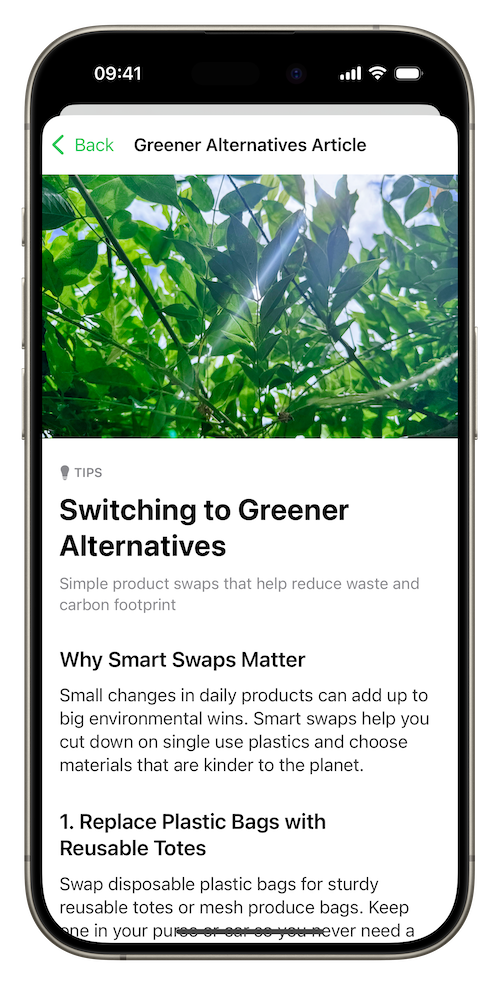 09:41
Back Greener Alternatives Article
TIPS
Switching to Greener
Alternatives
Simple product swaps that help reduce waste and
carbon footprint
Why Smart Swaps Matter
Small changes in daily products can add up to
big environmental wins. Smart swaps help you
cut down on single use plastics and choose
materials that are kinder to the planet.
1. Replace Plastic Bags with
Reusable Totes
Swap disposable plastic bags for sturdy
reusable totes or mesh produce bags. Keep
one in your purse or car so you never need a